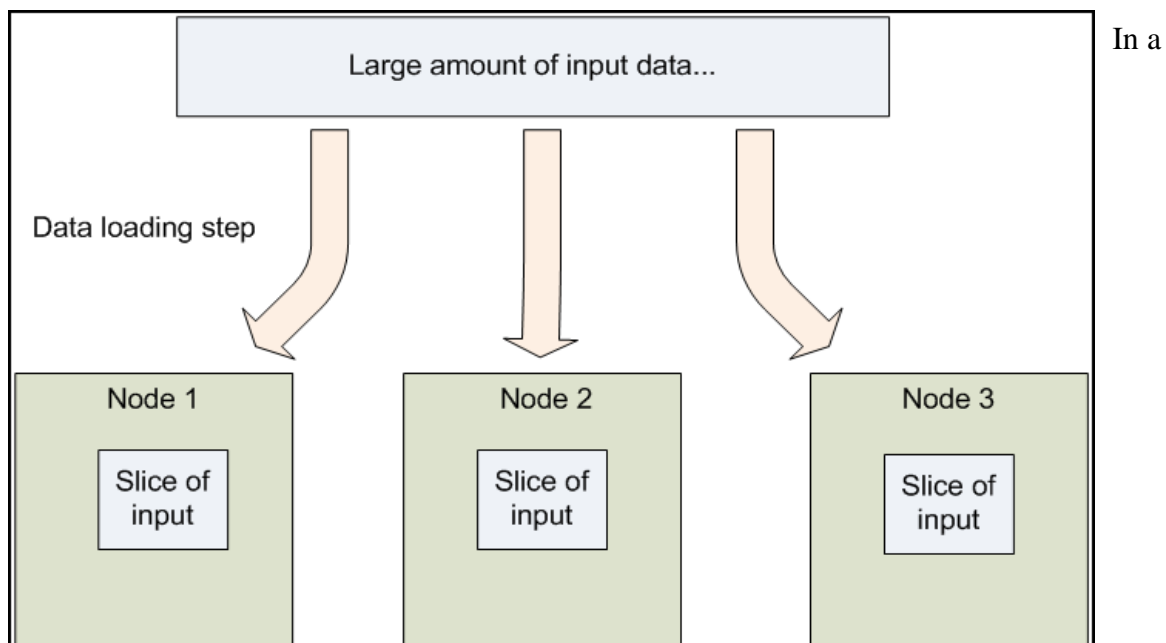 Large amount of input data...
In a
Data loading step
Node 1
Node 2
Node 3
Slice of
input
Slice of
input
Slice of
input